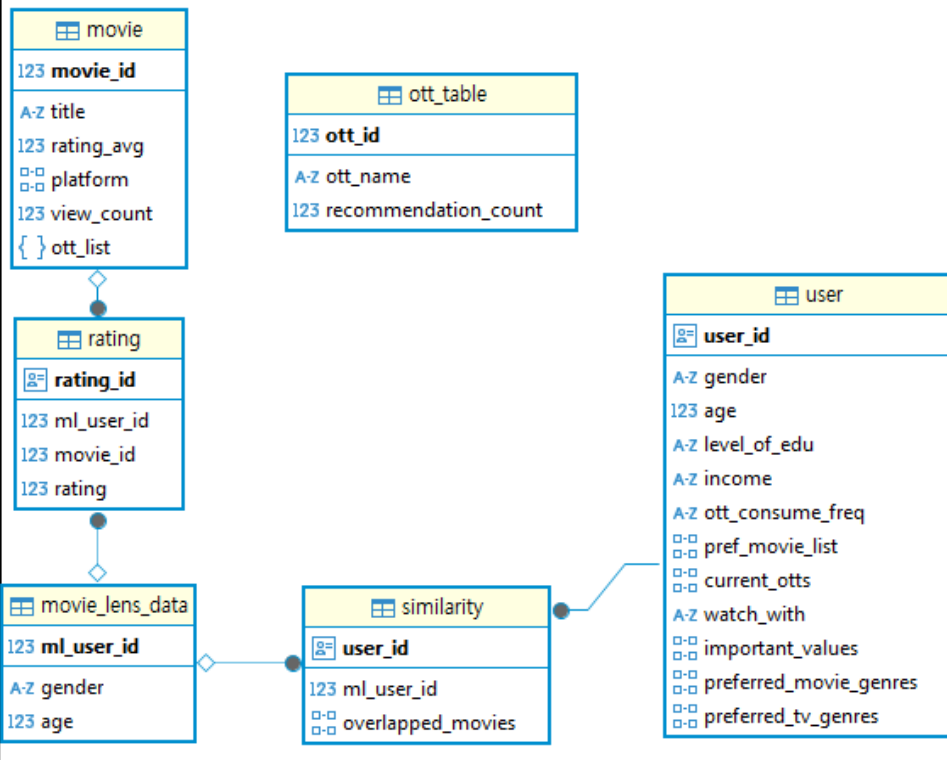 movie
123 movie_id
A-Z title
123 rating_avg
platform
123 view_count
{ } ott_list
ott_table
123 ott_id
A-Z ott_name
123 recommendation_count
rating
rating_id
123 ml_user_id
123 movie_id
123 rating
movie_lens_data
123 ml_user_id
A-Z gender
123 age
similarity
user_id
123 ml_user_id
overlapped_movies
user
user_id
A-Z gender
123 age
A-Z level_of_edu
A-Z income
A-Z ott_consume_freq
pref_movie_list
current_otts
A-Z watch_with
important_values
preferred_movie_genres
preferred_tv_genres